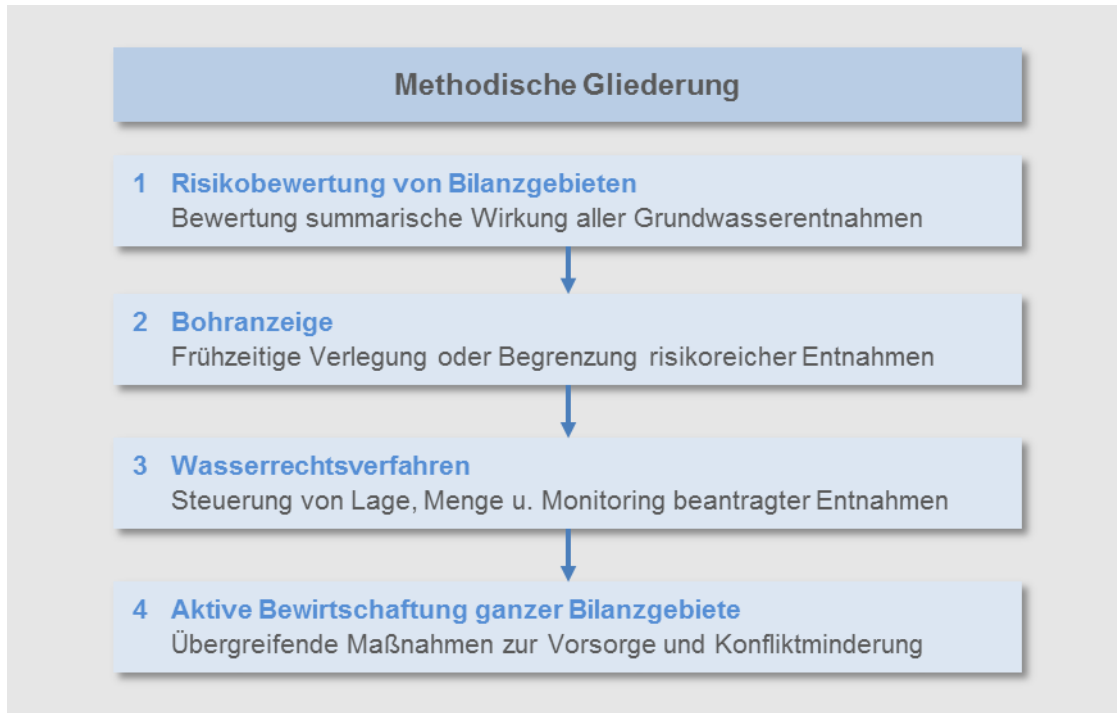 Methodische Gliederung
1 Risikobewertung von Bilanzgebieten
Bewertung summarische Wirkung aller Grundwasserentnahmen
2 Bohranzeige
Frühzeitige Verlegung oder Begrenzung risikoreicher Entnahmen
3 Wasserrechtsverfahren
Steuerung von Lage, Menge u. Monitoring beantragter Entnahmen
4 Aktive Bewirtschaftung ganzer Bilanzgebiete
Übergreifende Maßnahmen zur Vorsorge und Konfliktminderung